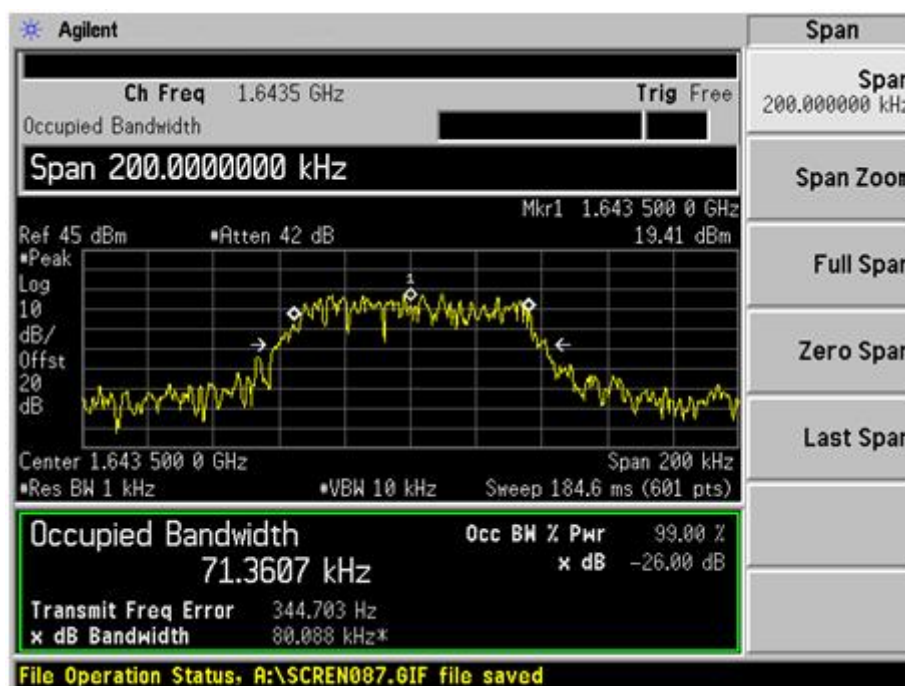 Agilent
Span
Ch Freq 1.6435 GHz Trig Free
Occupied Bandwidth
Span 200.0000000 kHz
Mkr1 1.643 500 0 GHz
Ref 45 dBm *Atten 42 dB 19.41 dBm
*Peak
Log
10
dB/
Offst
20
dB
1
Center 1.643 500 0 GHz Span 200 kHz
*Res BW 1 kHz *VBW 10 kHz Sweep 184.6 ms (601 pts)
Occupied Bandwidth
71.3607 kHz
Occ BW % Pwr 99.00 %
x dB -26.00 dB
Transmit Freq Error 344.703 Hz
x dB Bandwidth 80.088 kHz*
File Operation Status, A:\SCREN087.GIF file saved
Span
200.000000 kHz
Span Zoom
Full Span
Zero Span
Last Span